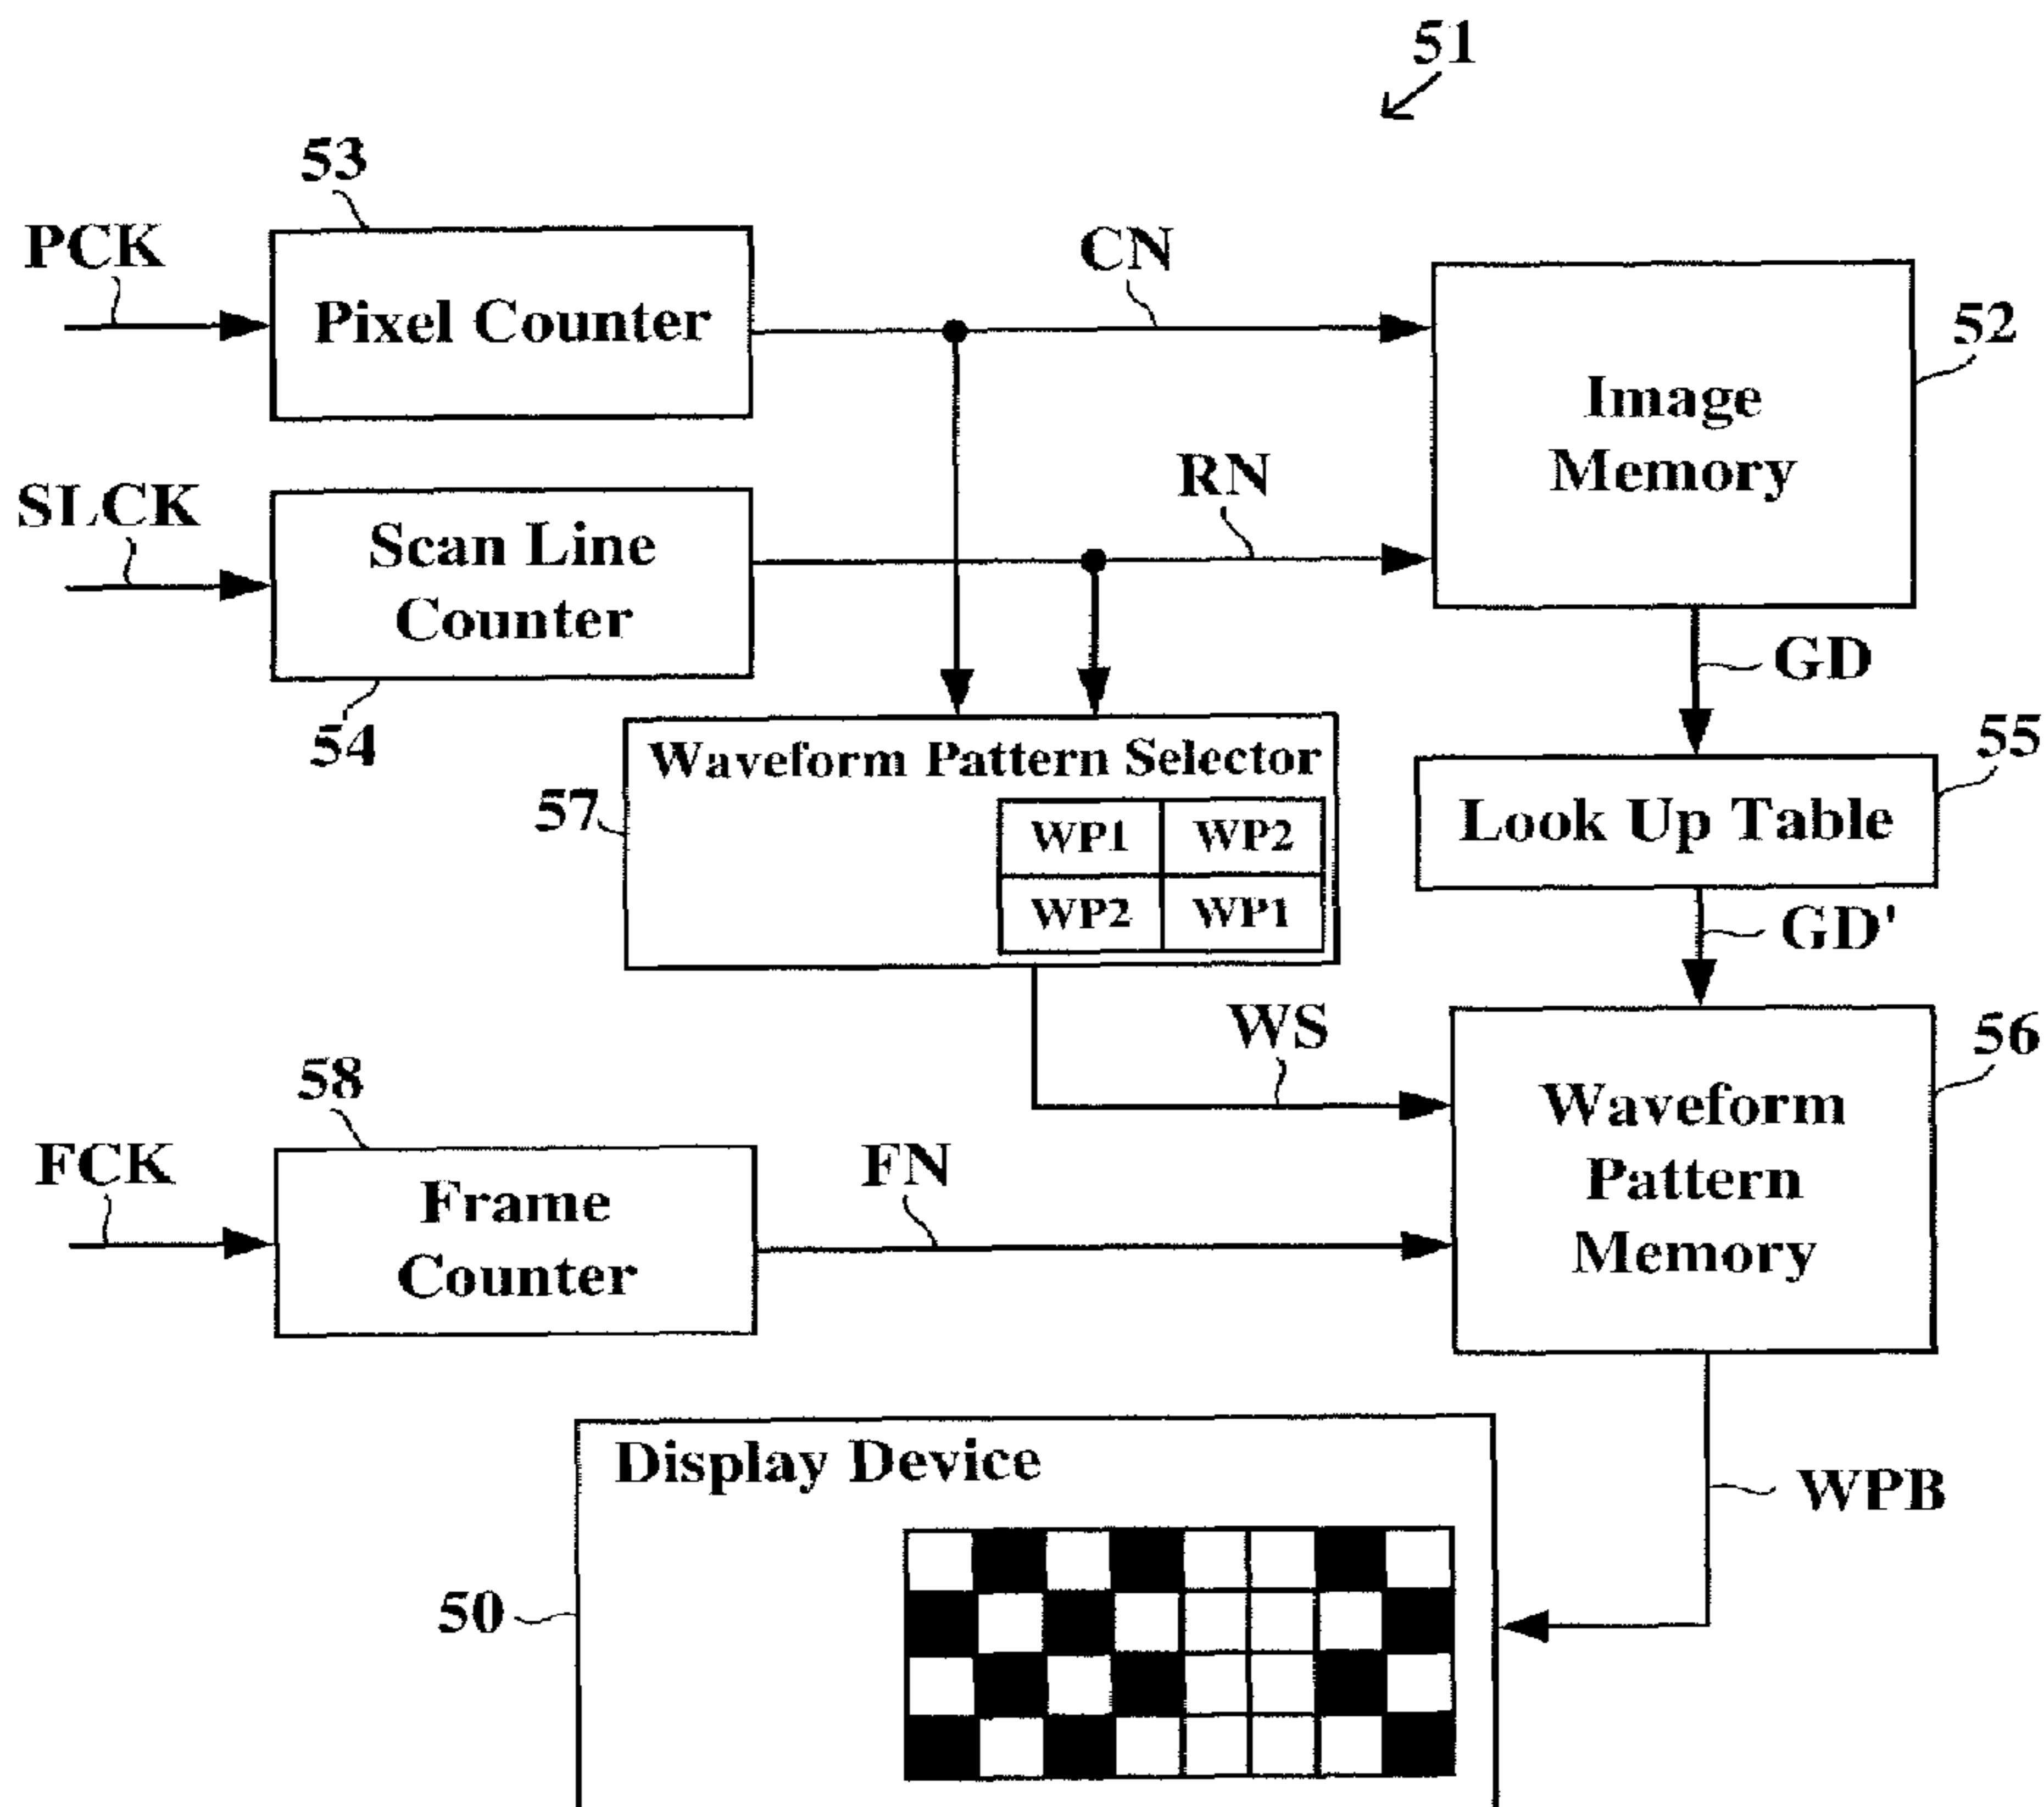 51
53
PCK
Pixel Counter
CN
Image
Memory
52
SLCK
Scan Line
Counter
54
RN
GD
Waveform Pattern Selector
57
WP1 WP2
WP2 WP1
55
Look Up Table
GD'
WS
56
Waveform
Pattern
Memory
58
FCK
Frame
Counter
FN
Display Device
50
WPB